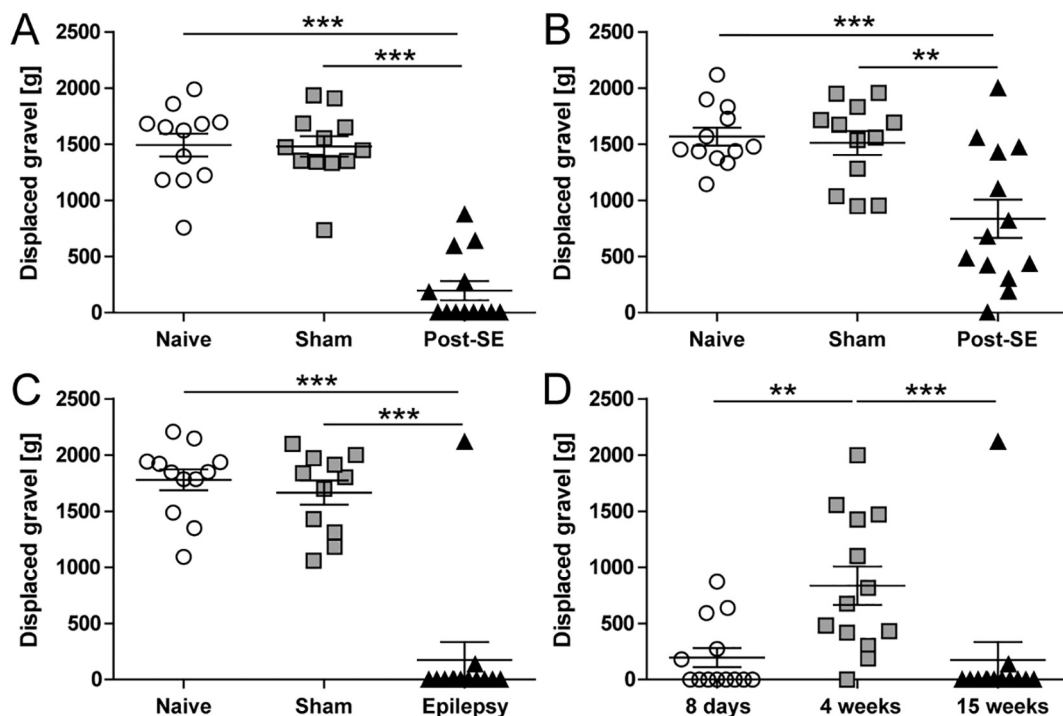 A
Displaced gravel [g]
2500
2000
1500
1000
500
0
***
***
Naive
Sham
Post-SE
B
Displaced gravel [g]
2500
2000
1500
1000
500
0
***
**
Naive
Sham
Post-SE
C
Displaced gravel [g]
2500
2000
1500
1000
500
0
***
***
Naive
Sham
Epilepsy
D
Displaced gravel [g]
2500
2000
1500
1000
500
0
**
***
8 days
4 weeks
15 weeks